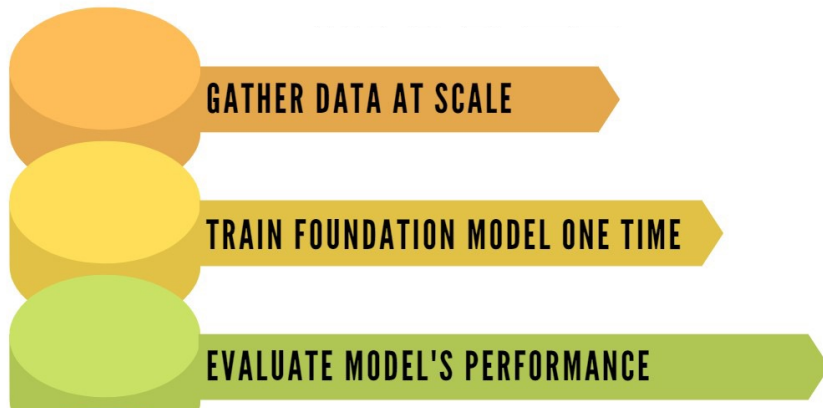 GATHER DATA AT SCALE
TRAIN FOUNDATION MODEL ONE TIME
EVALUATE MODEL'S PERFORMANCE